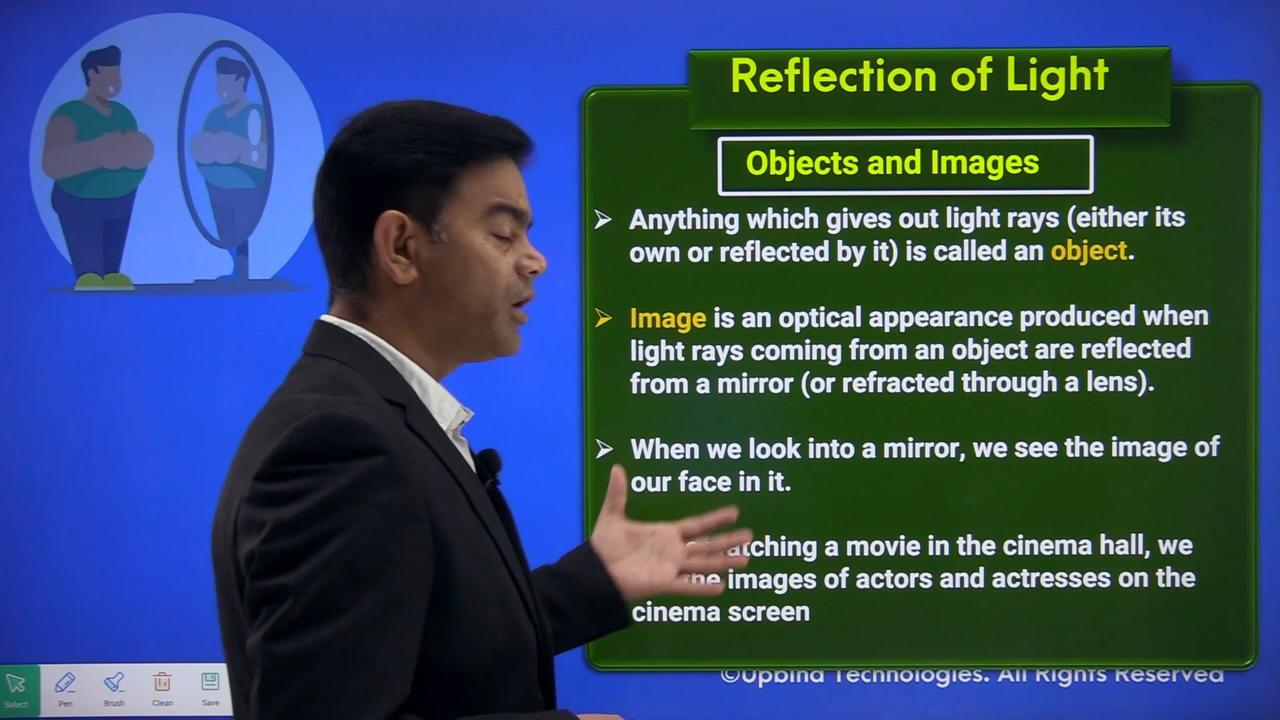 Reflection of Light
Objects and Images
➢ Anything which gives out light rays (either its
own or reflected by it) is called an object.
➢ Image is an optical appearance produced when
light rays coming from an object are reflected
from a mirror (or refracted through a lens).
➢ When we look into a mirror, we see the image of
our face in it.
a movie in the cinema hall, we
images of actors and actresses on the
cinema screen
©Upbind Technologies. All Rights Reserved
Select Pen Brush Clean Save